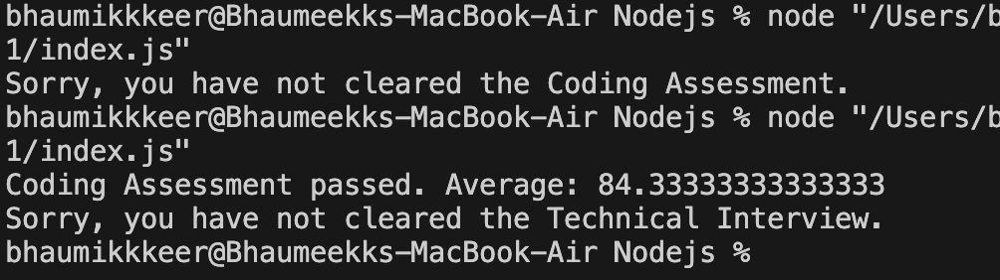 bhaumikkkeer@Bhaumeekks-MacBook-Air Nodejs % node "/Users/b
1/index.js"
Sorry, you have not cleared the Coding Assessment.
bhaumikkkeer@Bhaumeekks-MacBook-Air Nodejs % node "/Users/b
1/index.js"
Coding Assessment passed. Average: 84.33333333333333
Sorry, you have not cleared the Technical Interview.
bhaumikkkeer@Bhaumeekks-MacBook-Air Nodejs %